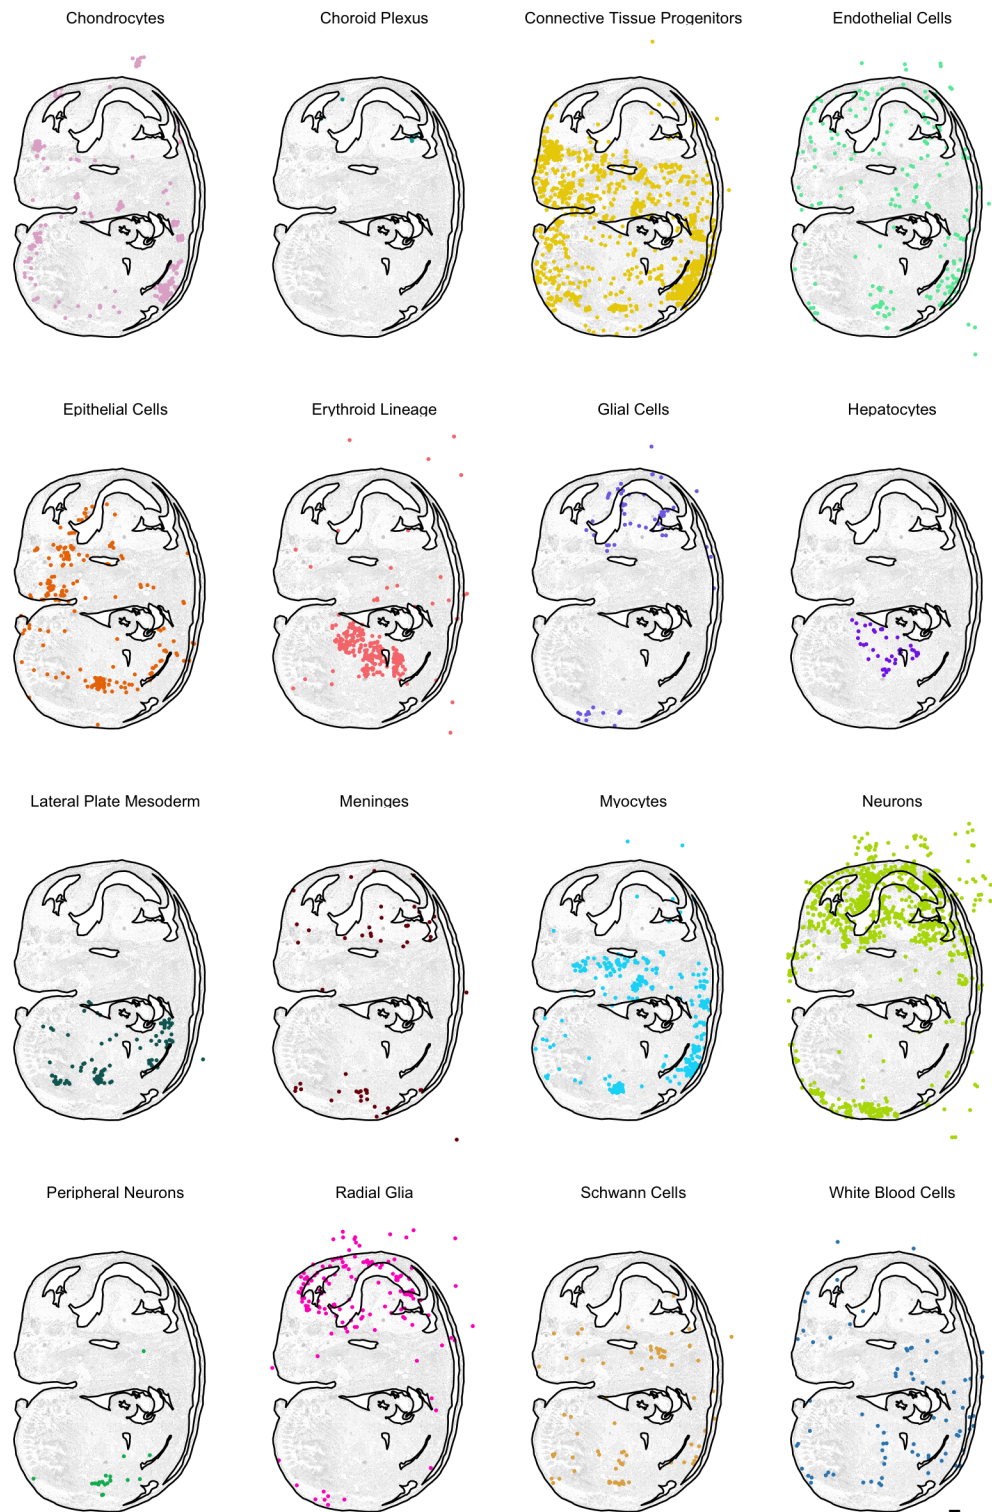 Chondrocytes
Choroid Plexus
Connective Tissue Progenitors
Endothelial Cells
Epithelial Cells
Erythroid Lineage
Glial Cells
Hepatocytes
Lateral Plate Mesoderm
Meninges
Myocytes
Neurons
Peripheral Neurons
Radial Glia
Schwann Cells
White Blood Cells